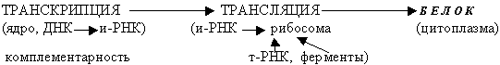 ТРАНСКРИПЦИЯ ТРАНСЛЯЦИЯ БЕЛОК
(ядро, ДНК и-РНК) (и-РНК рибосома (цитоплазма)
комплементарность т-РНК, ферменты)